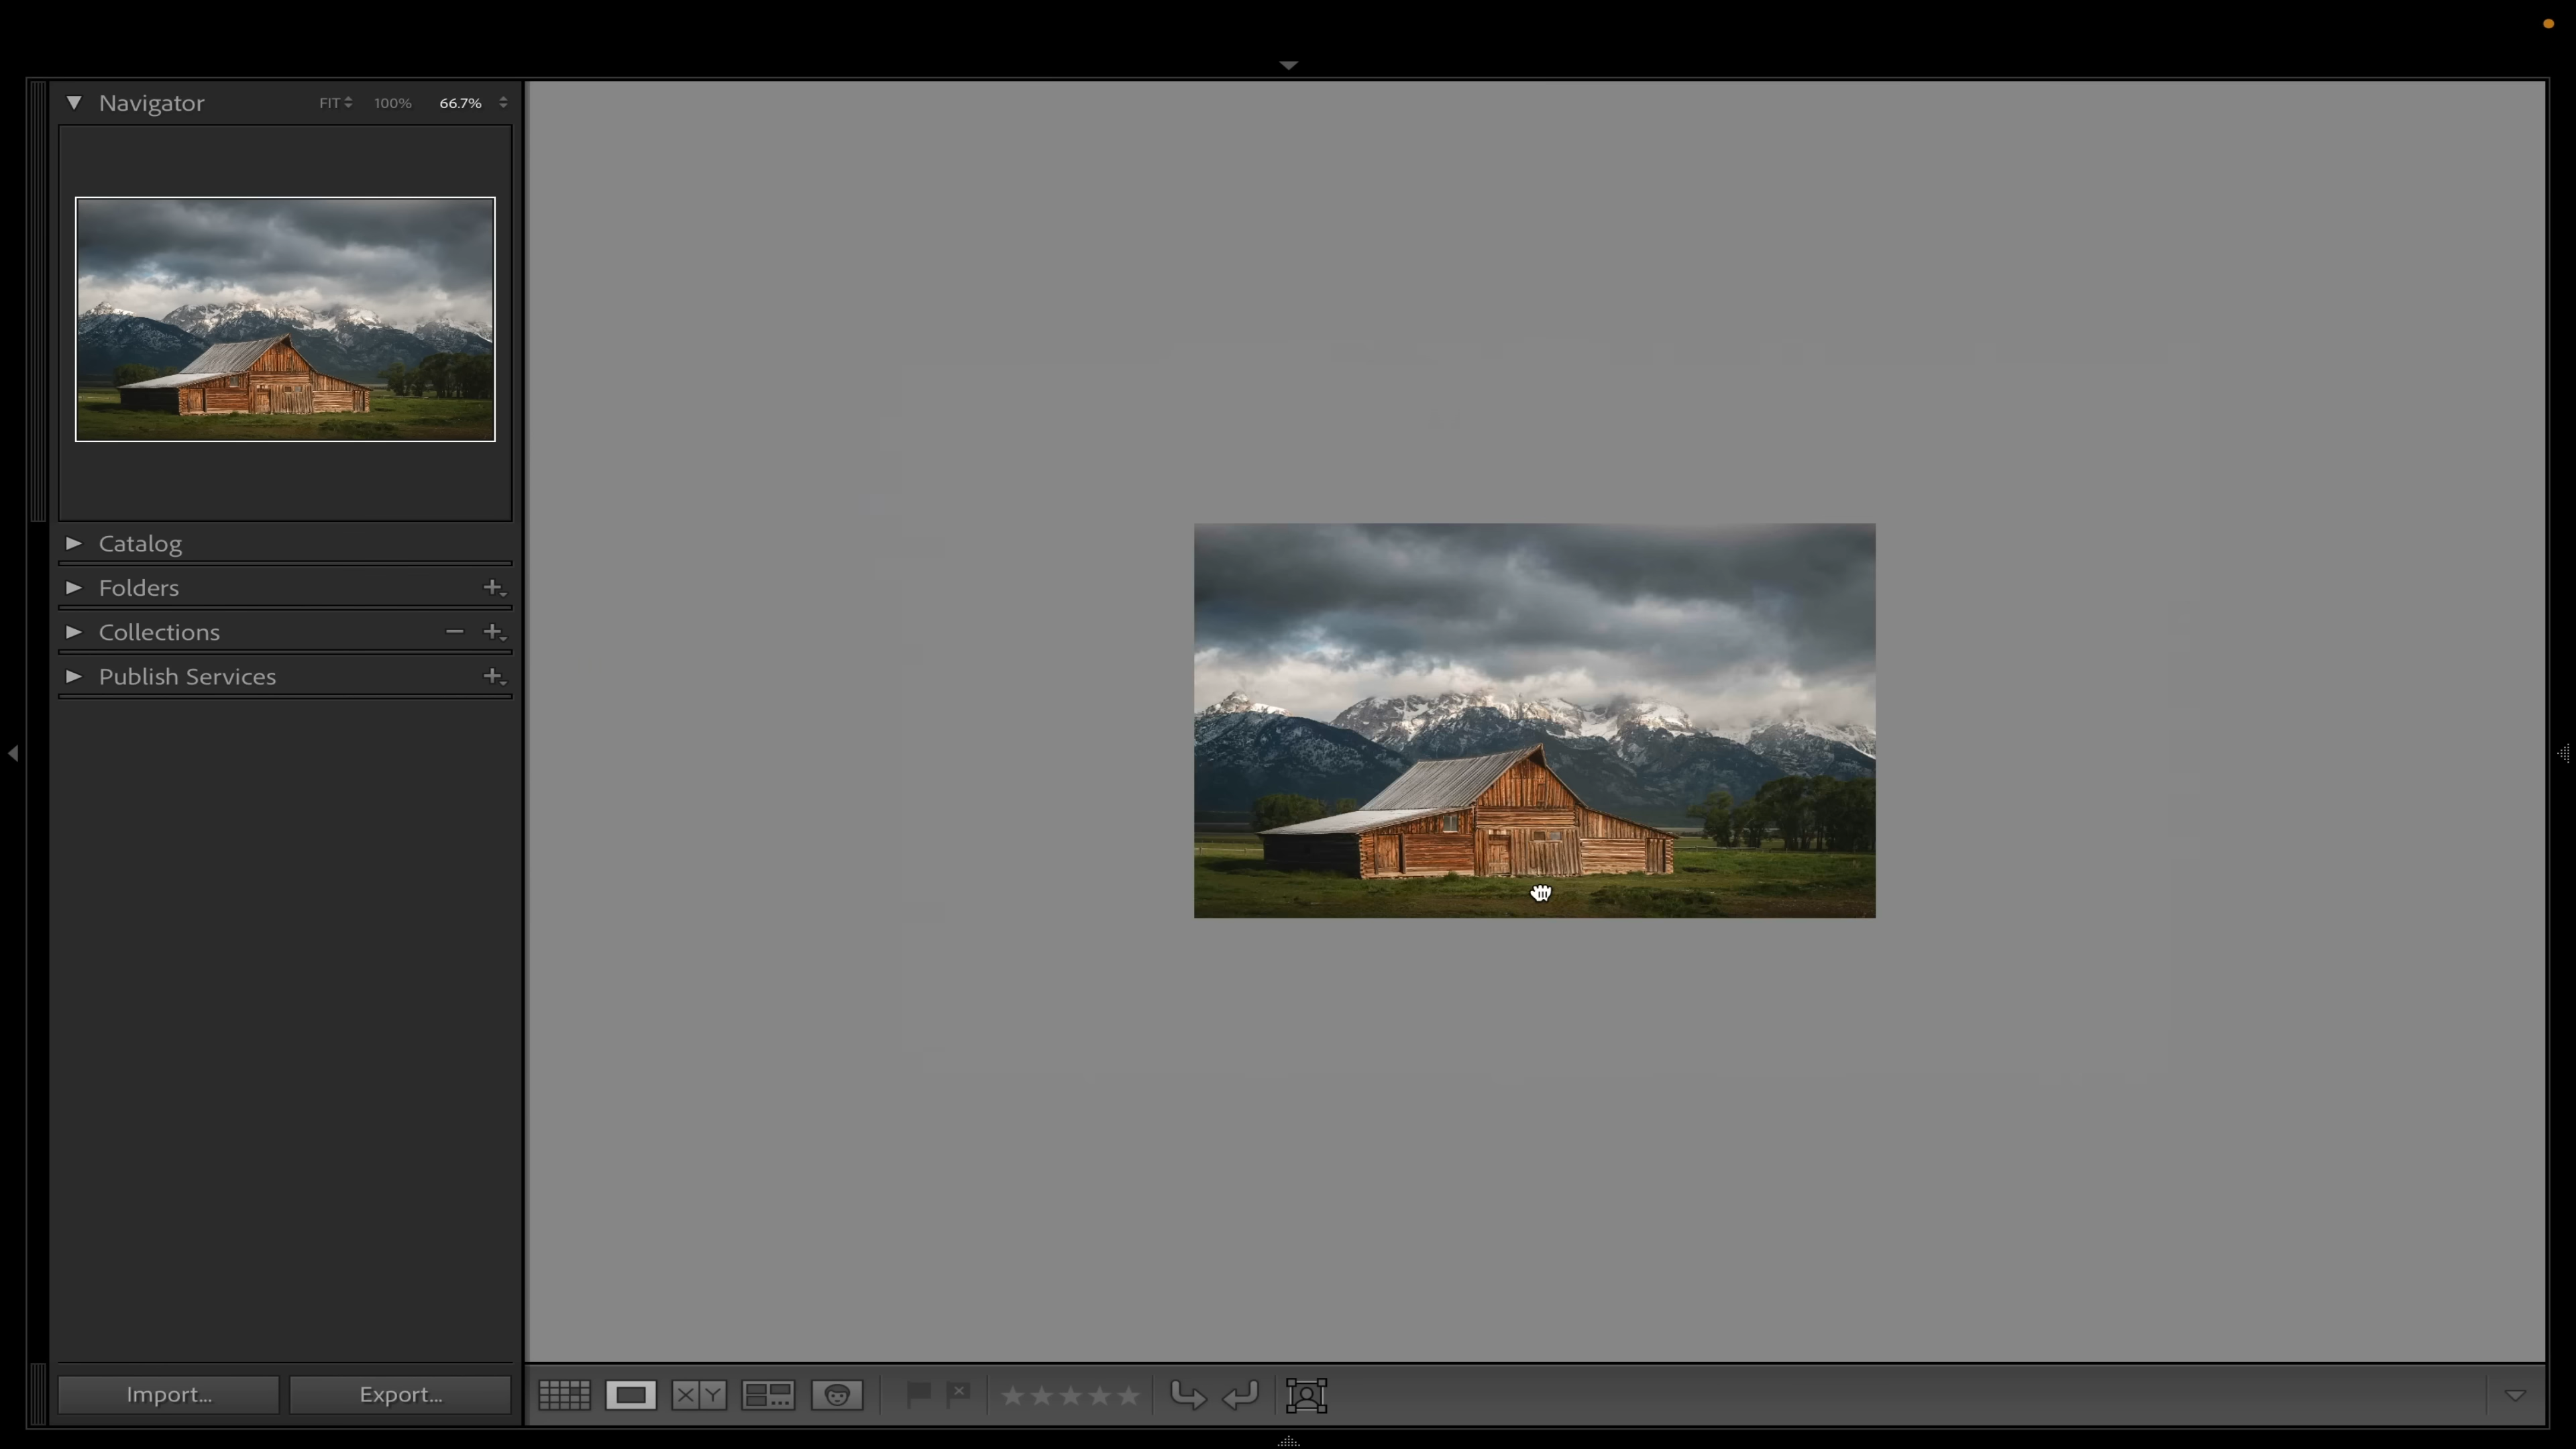 Navigator FIT 100% 66.7%
Catalog
Folders
Collections
Publish Services
Import... Export...
X Y